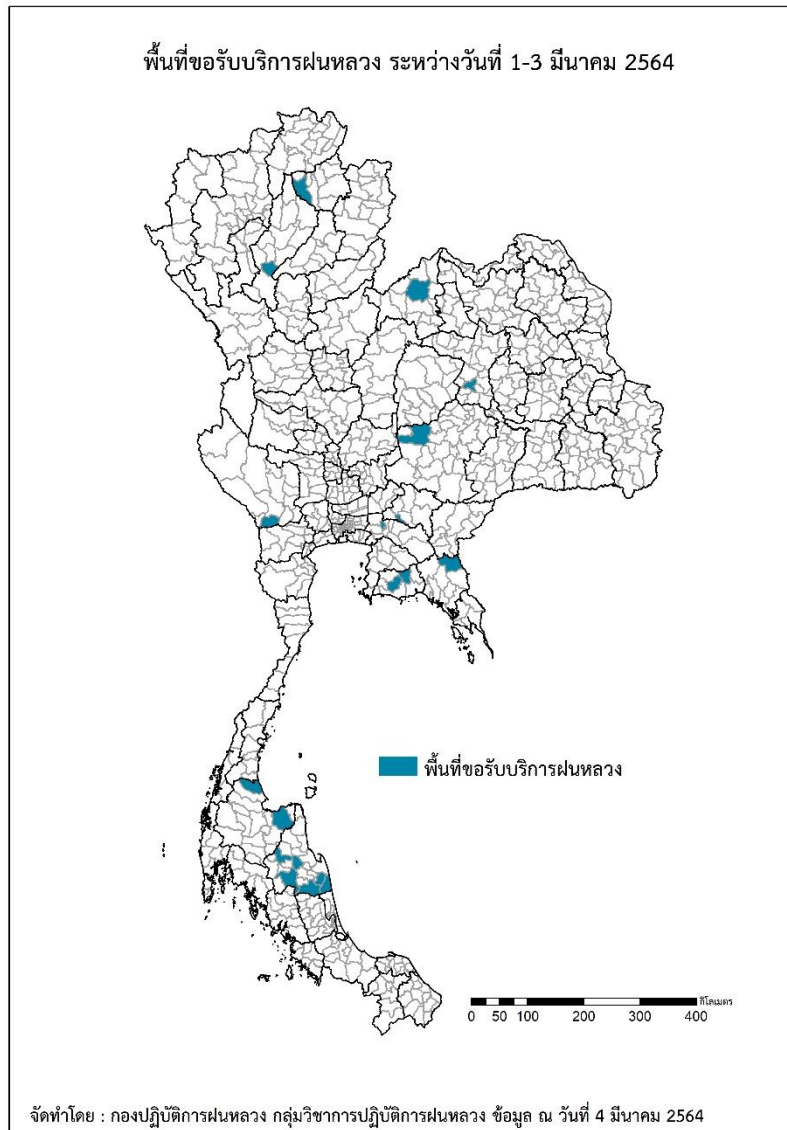 พื้นที่ขอรับบริการฝนหลวง ระหว่างวันที่ 1-3 มีนาคม 2564
พื้นที่ขอรับบริการฝนหลวง
กิโลเมตร
0 50 100 200 300 400
จัดทำโดย : กองปฏิบัติการฝนหลวง กลุ่มวิชาการปฏิบัติการฝนหลวง ข้อมูล ณ วันที่ 4 มีนาคม 2564